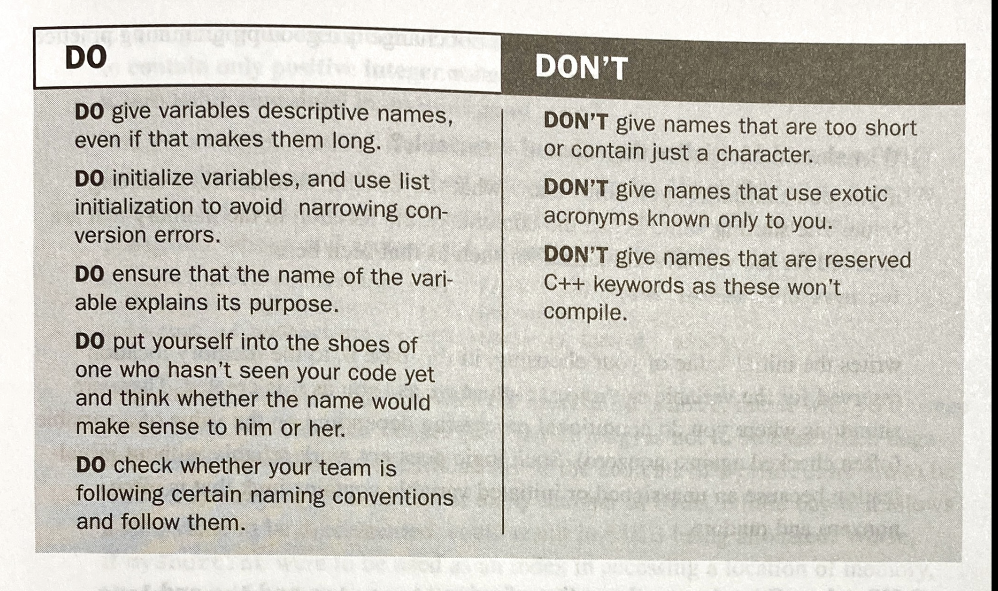 DO
DO give variables descriptive names,
even if that makes them long.
DO initialize variables, and use list
initialization to avoid narrowing con-
version errors.
DO ensure that the name of the vari-
able explains its purpose.
DO put yourself into the shoes of
one who hasn't seen your code yet
and think whether the name would
make sense to him or her.
DO check whether your team is
following certain naming conventions
and follow them.
DON'T
DON'T give names that are too short
or contain just a character.
DON'T give names that use exotic
acronyms known only to you.
DON'T give names that are reserved
C++ keywords as these won't
compile.